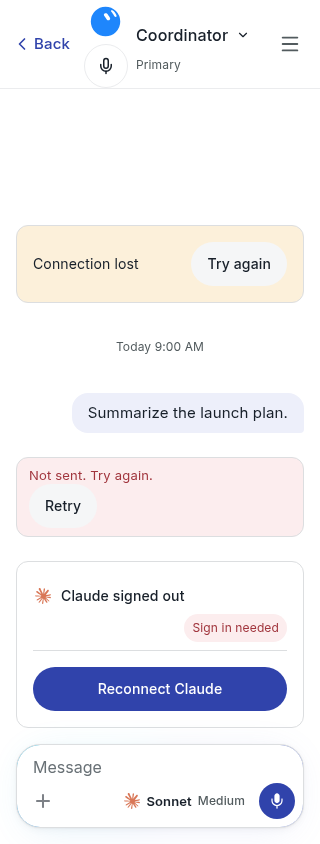 Back
Coordinator
Primary
Connection lost
Try again
Today 9:00 AM
Summarize the launch plan.
Not sent. Try again.
Retry
Claude signed out
Sign in needed
Reconnect Claude
Message
Sonnet Medium